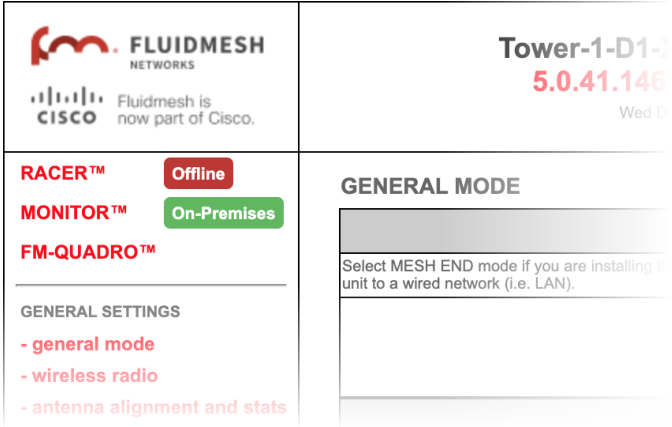 FLUIDMESH
NETWORKS
CISCO
Fluidmesh is
now part of Cisco.
Tower-1-D1-
5.0.41.146
Wed
RACER™ Offline
MONITOR™ On-Premises
FM-QUADRO™
GENERAL SETTINGS
- general mode
- wireless radio
- antenna alignment and stats
GENERAL MODE
Select MESH END mode if you are installing
unit to a wired network (i.e. LAN).